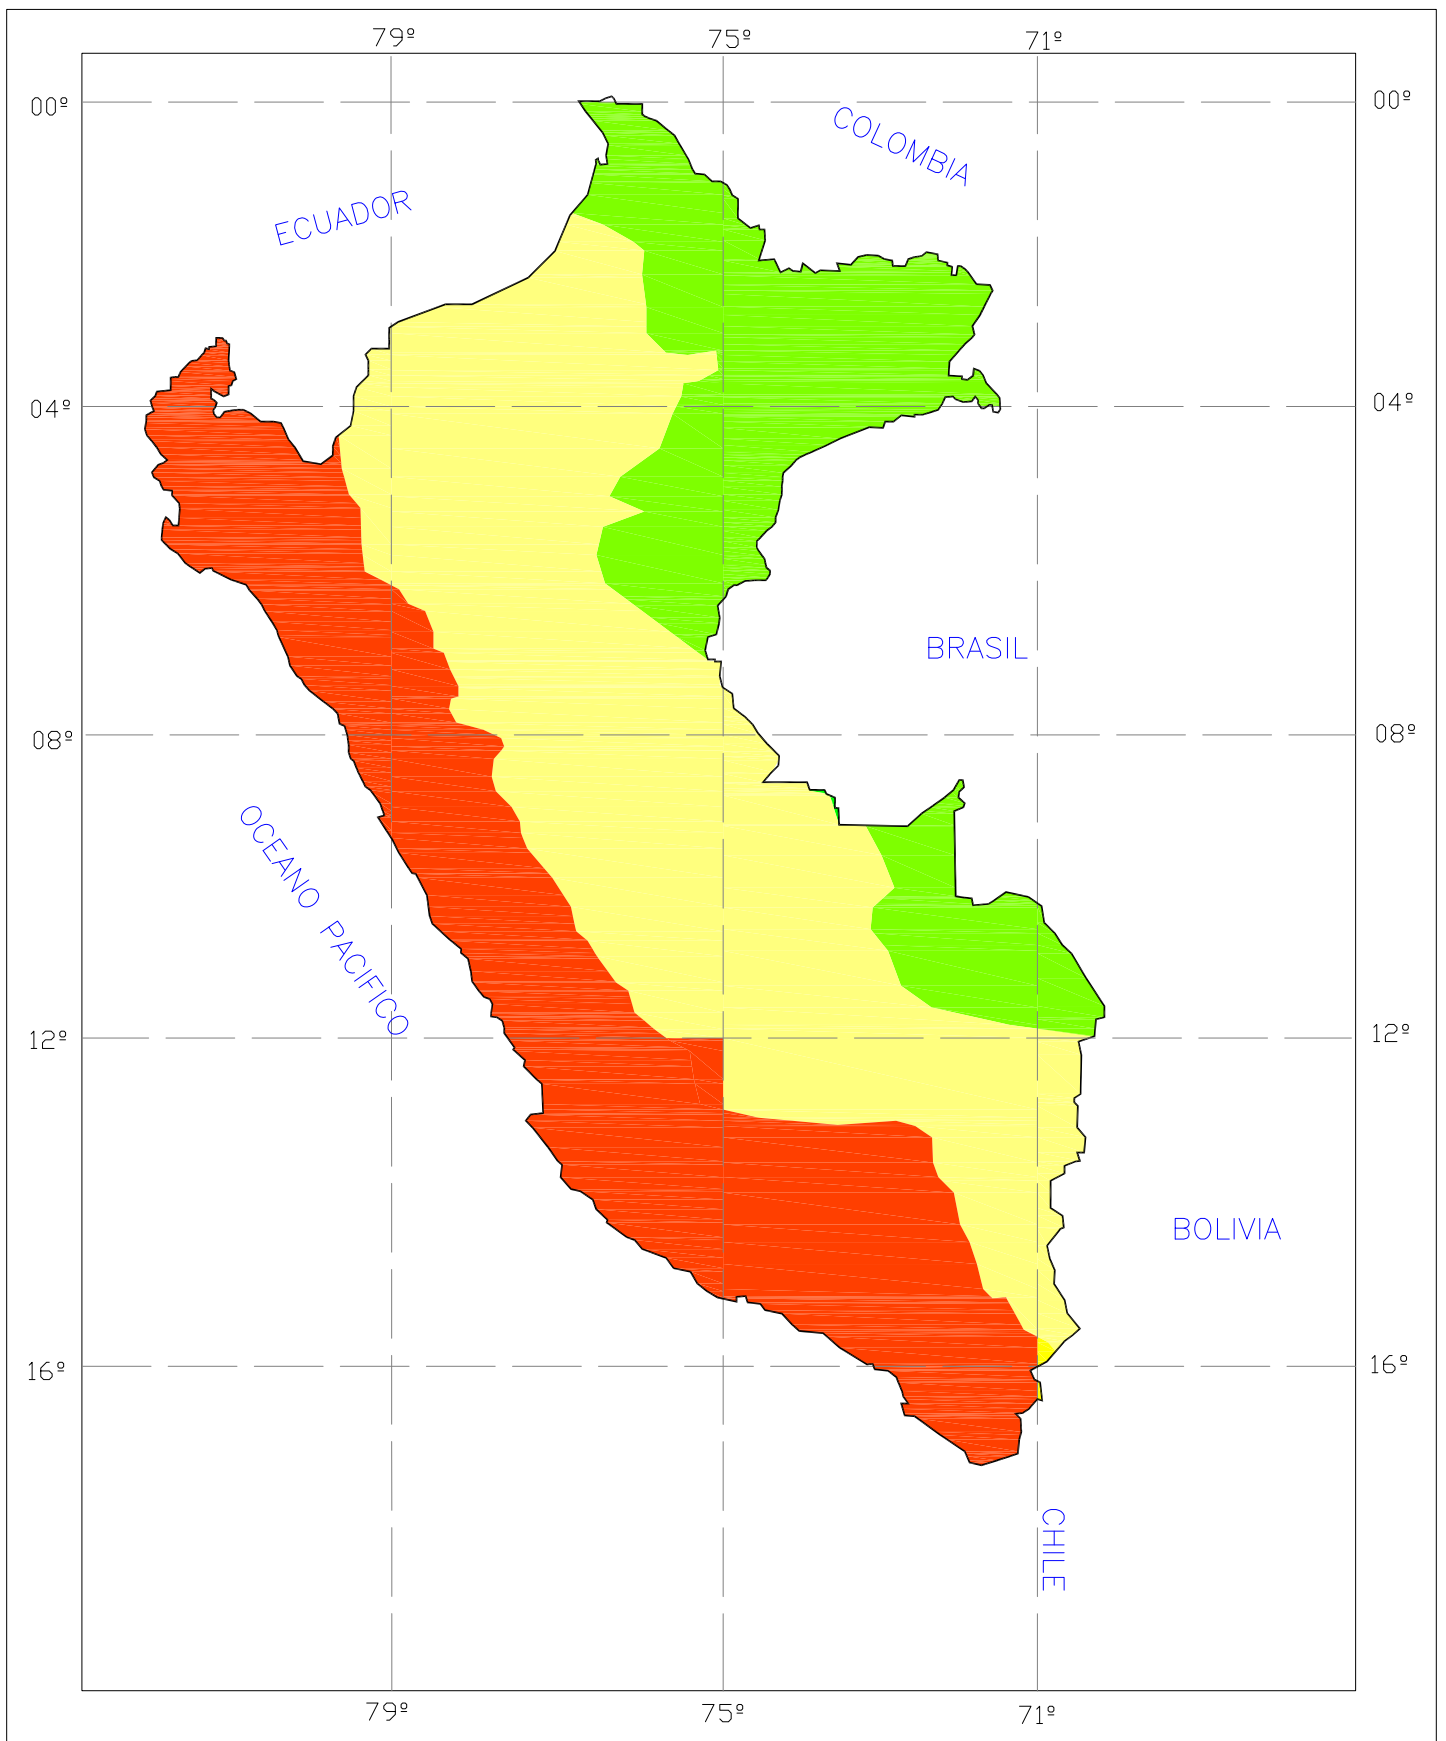 79º 75º 71º
00º 00º
COLOMBIA
ECUADOR
04º 04º
BRASIL
08º 08º
OCEANO PACIFICO
12º 12º
BOLIVIA
16º 16º
CHILE
79º 75º 71º